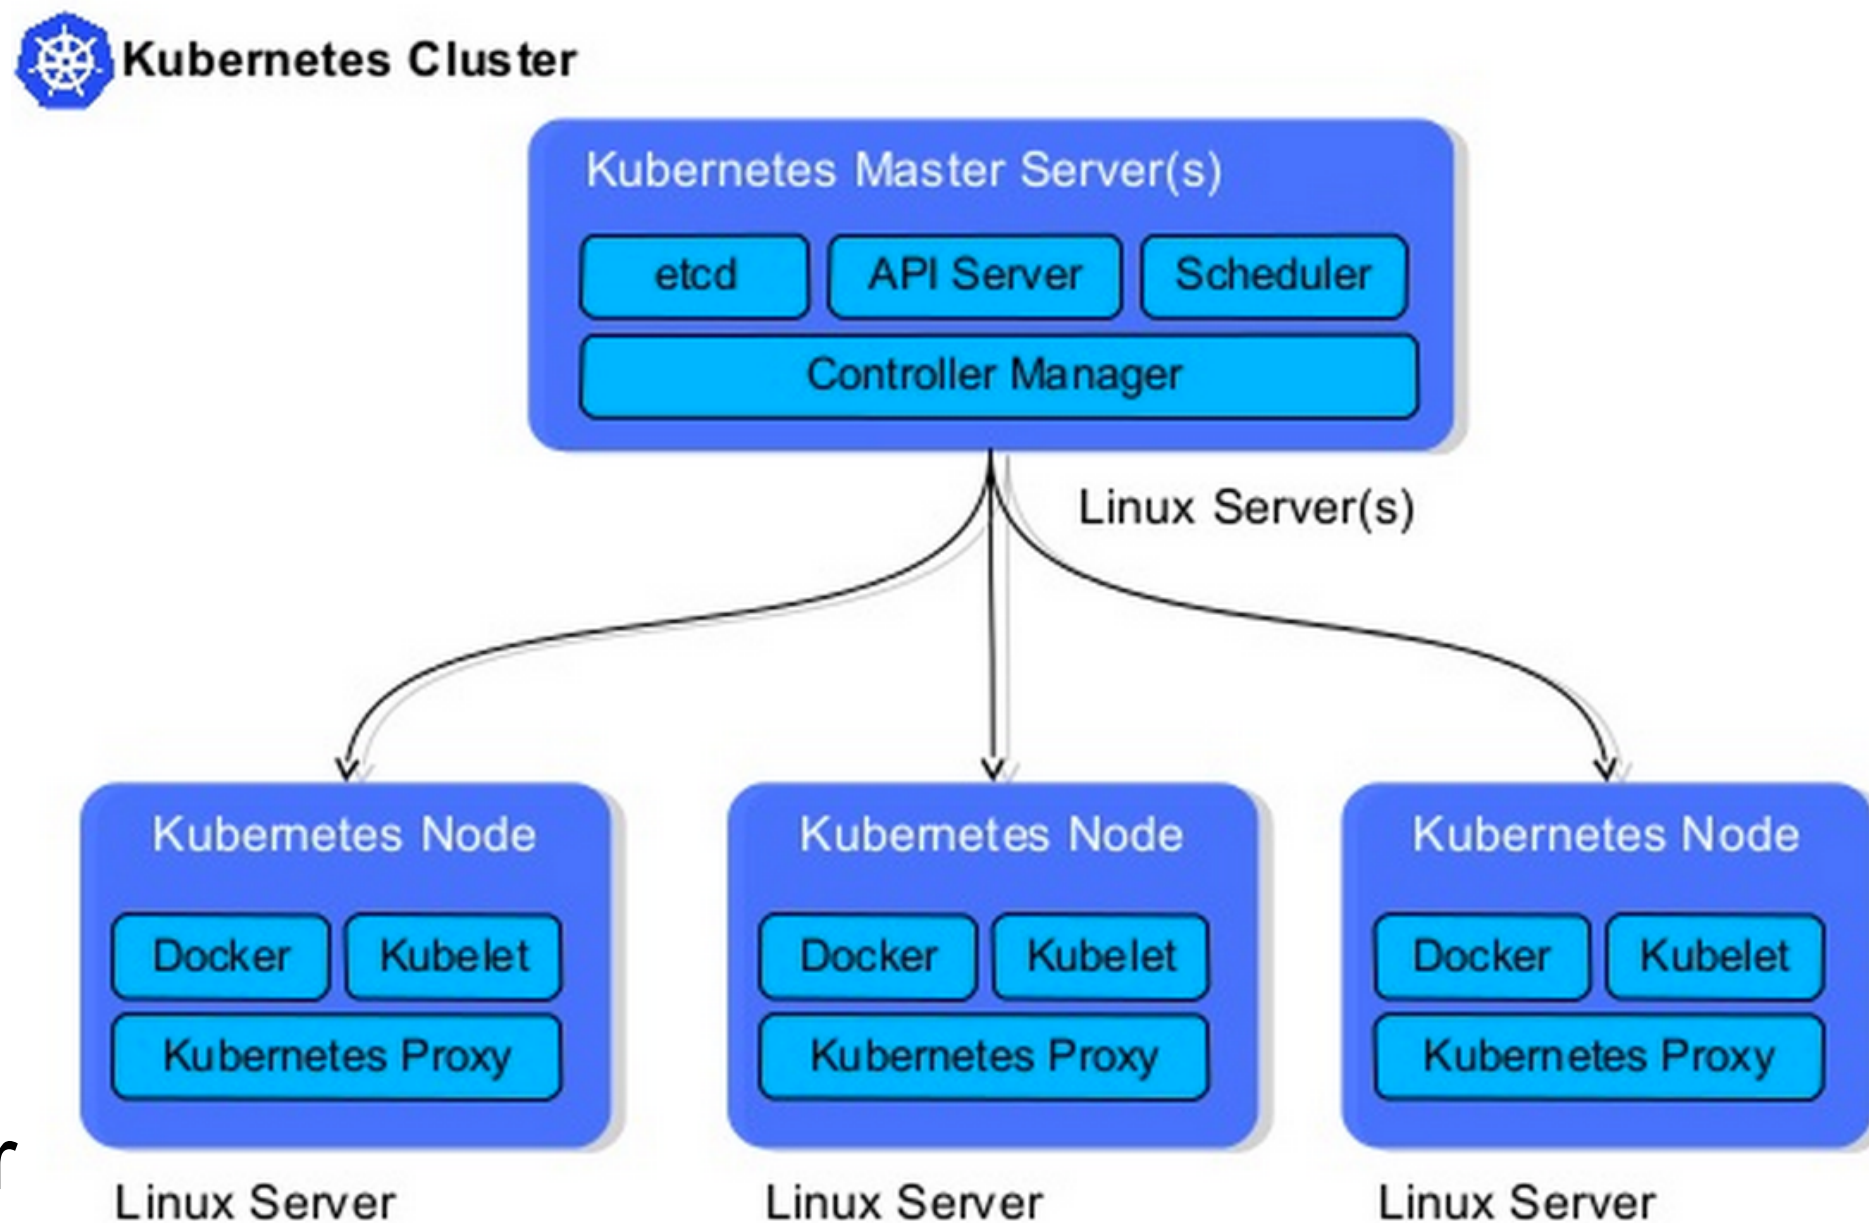 Kubernetes Cluster
Kubernetes Master Server(s)
etcd API Server Scheduler
Controller Manager
Linux Server(s)
Kubernetes Node Kubernetes Node Kubernetes Node
Docker Kubelet Docker Kubelet Docker Kubelet
Kubernetes Proxy Kubernetes Proxy Kubernetes Proxy
r
Linux Server Linux Server Linux Server